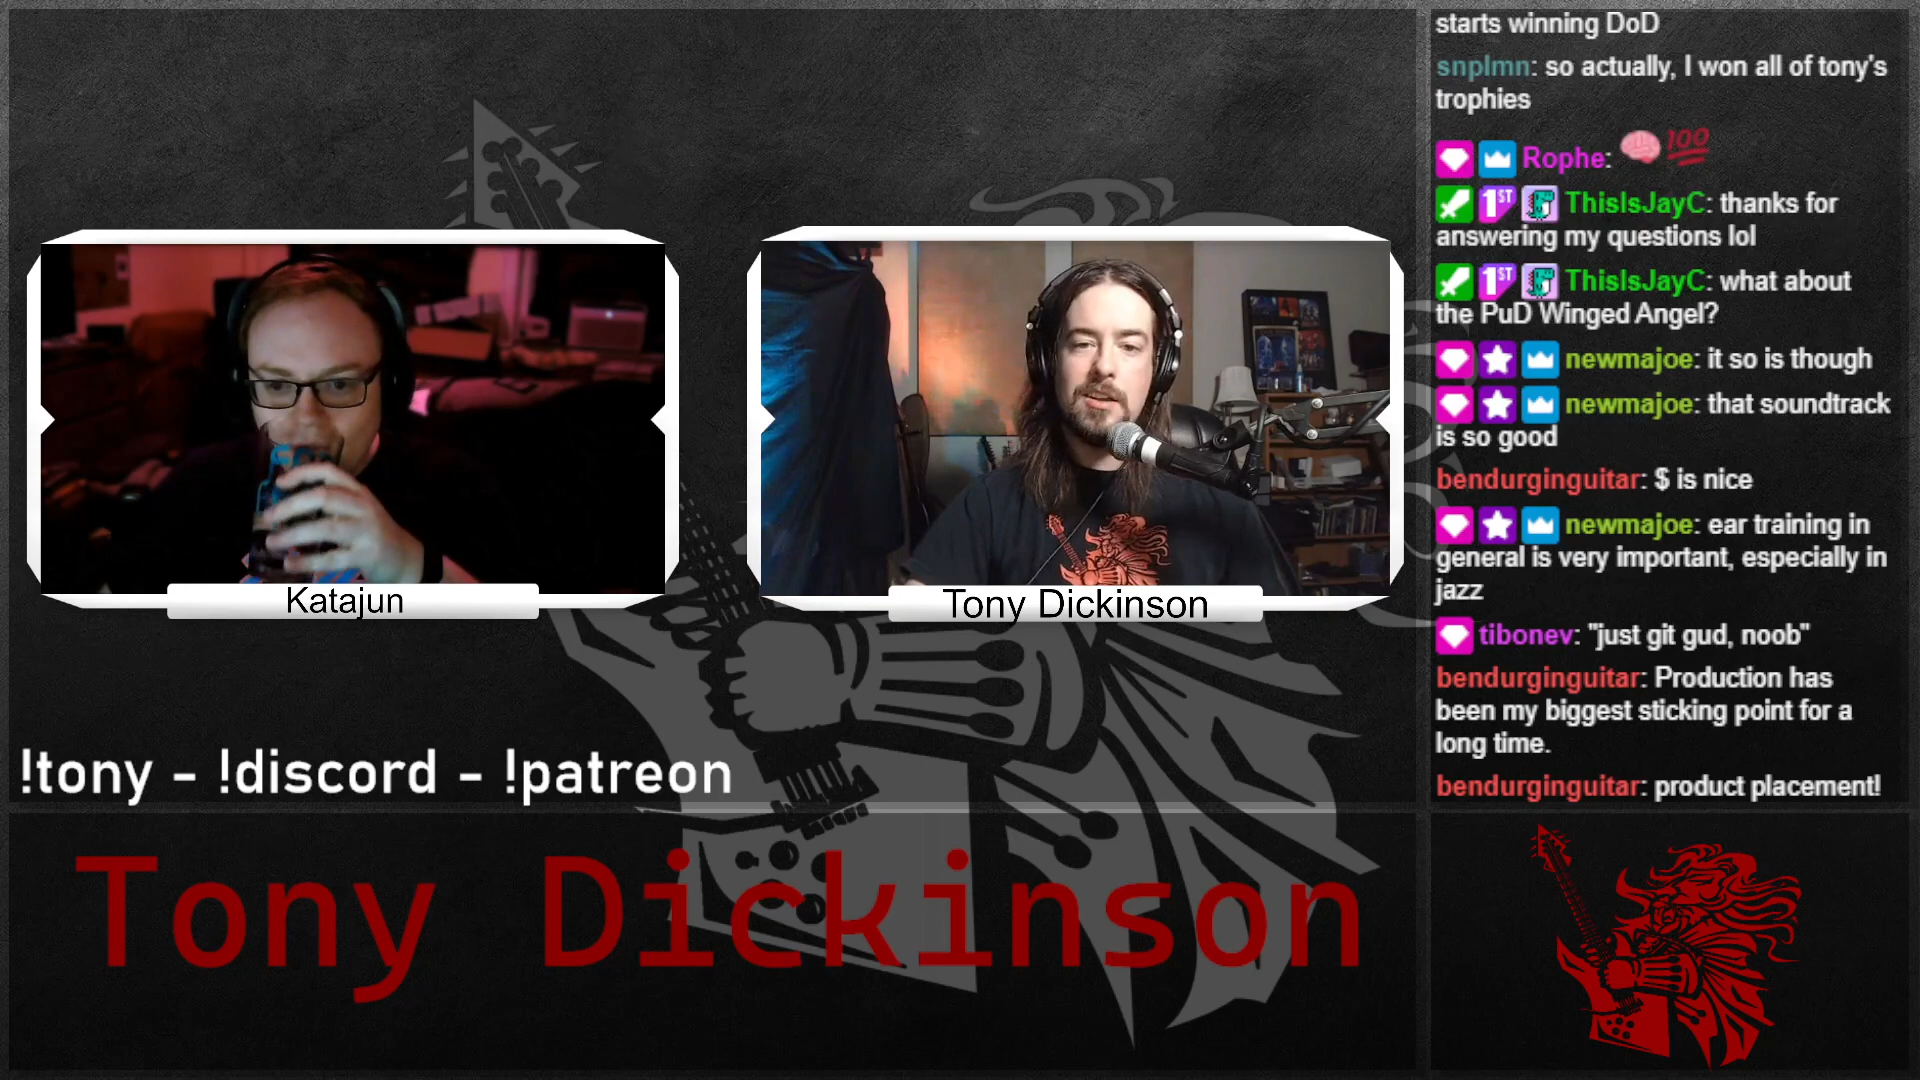 starts winning DoD
snplmn: so actually, I won all of tony's
trophies
Rophe: 100
1ST ThisIsJayC: thanks for
answering my questions lol
1ST ThisIsJayC: what about
the PuD Winged Angel?
newmajoe: it so is though
newmajoe: that soundtrack
is so good
bendurginguitar: $ is nice
newmajoe: ear training in
general is very important, especially in
jazz
tibonev: "just git gud, noob"
bendurginguitar: Production has
been my biggest sticking point for a
long time.
bendurginguitar: product placement!
Katajun
Tony Dickinson
!tony - !discord - !patreon
Tony Dickinson